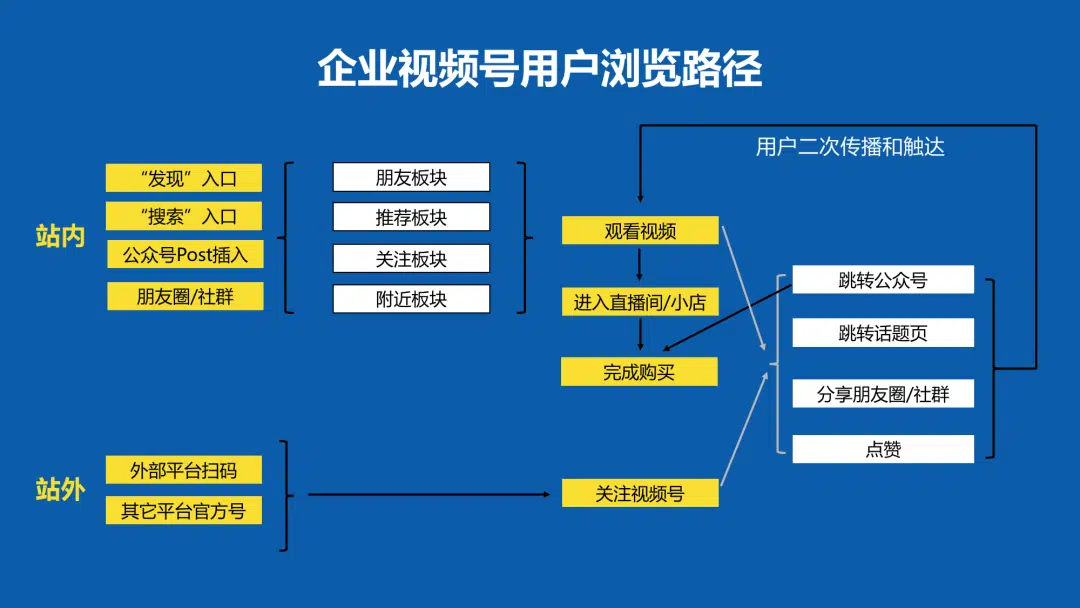 企业视频号用户浏览路径
用户二次传播和触达
站内
“发现”入口
“搜索”入口
公众号Post插入
朋友圈/社群
朋友板块
推荐板块
关注板块
附近板块
观看视频
进入直播间/小店
完成购买
跳转公众号
跳转话题页
分享朋友圈/社群
点赞
站外
外部平台扫码
其它平台官方号
关注视频号